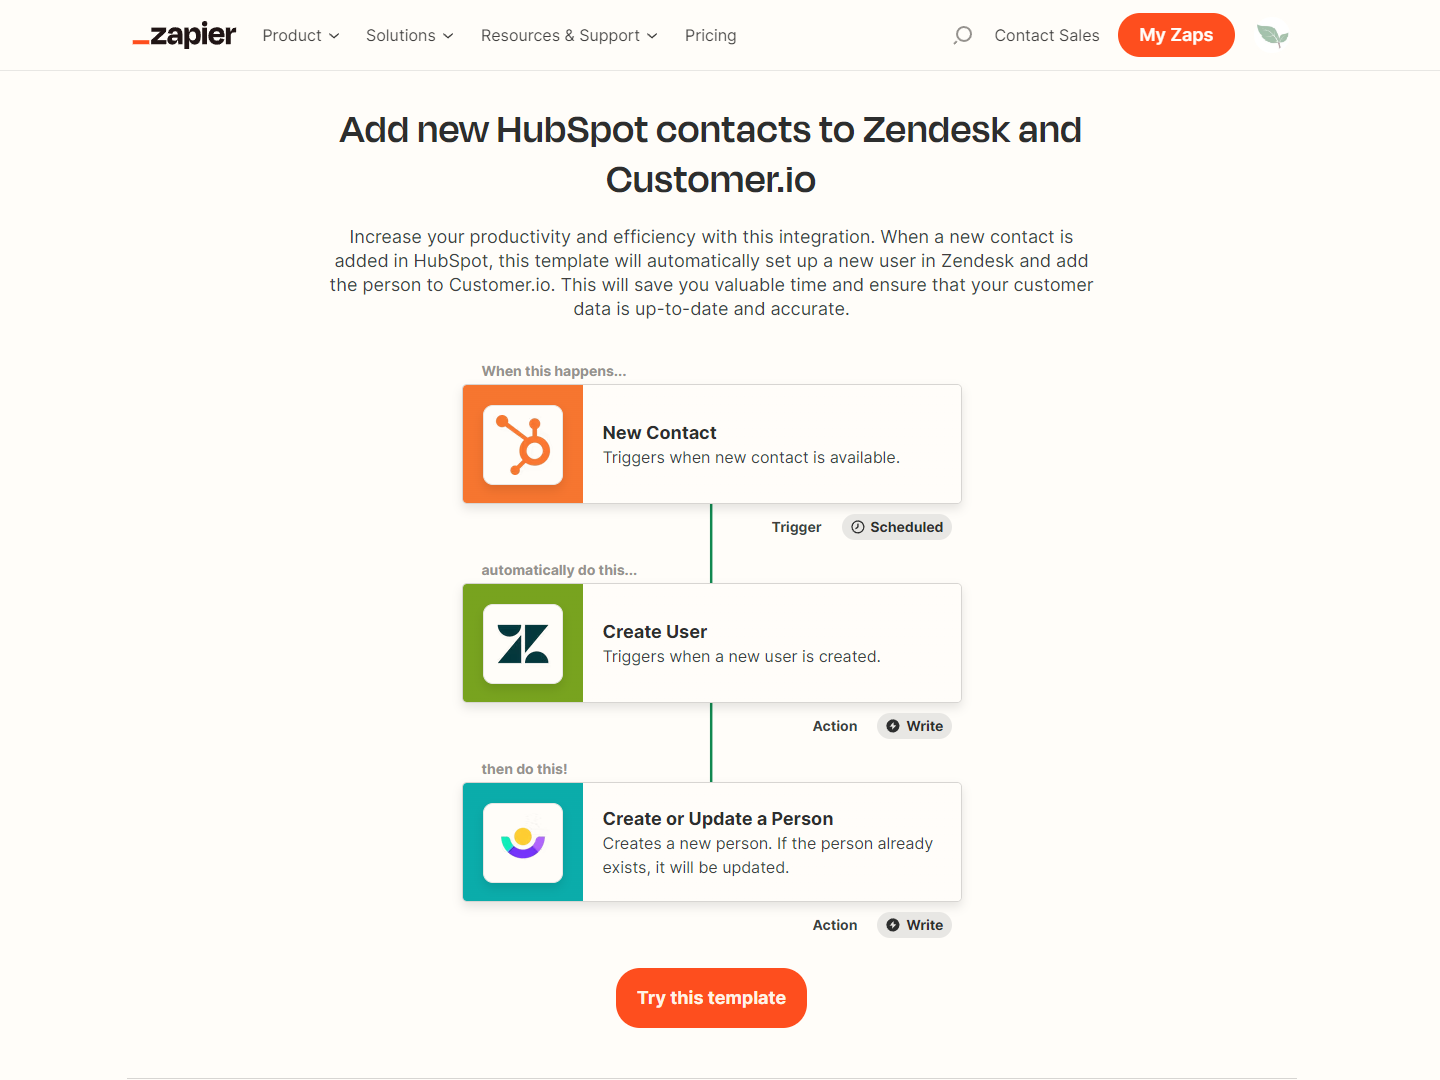 zapier
Product
Solutions
Resources & Support
Pricing
Contact Sales
My Zaps
Add new HubSpot contacts to Zendesk and
Customer.io
Increase your productivity and efficiency with this integration. When a new contact is
added in HubSpot, this template will automatically set up a new user in Zendesk and add
the person to Customer.io. This will save you valuable time and ensure that your customer
data is up-to-date and accurate.
When this happens...
New Contact
Triggers when new contact is available.
Trigger
Scheduled
automatically do this...
Create User
Triggers when a new user is created.
Action
Write
then do this!
Create or Update a Person
Creates a new person. If the person already
exists, it will be updated.
Action
Write
Try this template